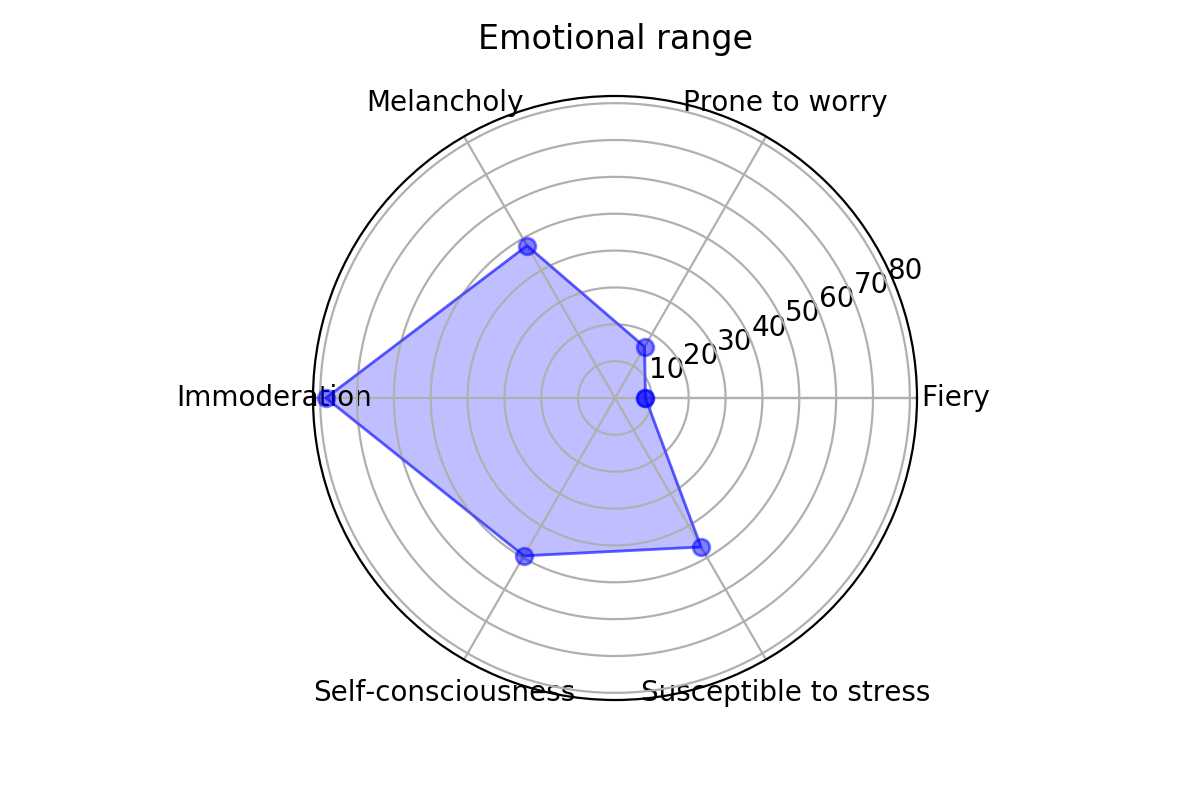 Emotional range
Melancholy
Prone to worry
80
70
60
50
40
30
20
10
Immoderation
Fiery
Self-consciousness
Susceptible to stress